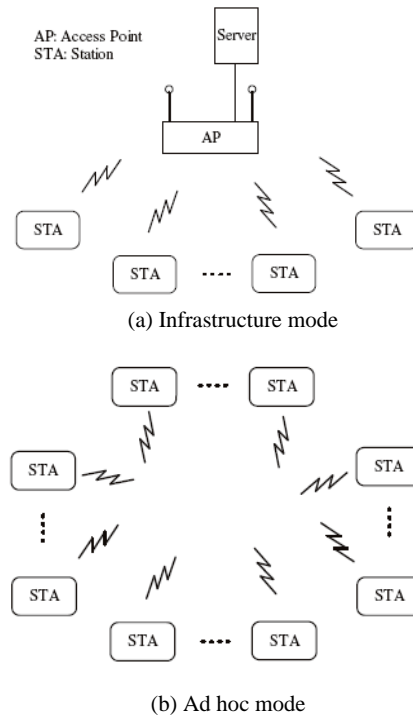 Server
AP: Access Point
STA: Station
AP
STA
STA
STA
STA
(a) Infrastructure mode
STA
STA
STA
STA
STA
STA
STA
STA
(b) Ad hoc mode